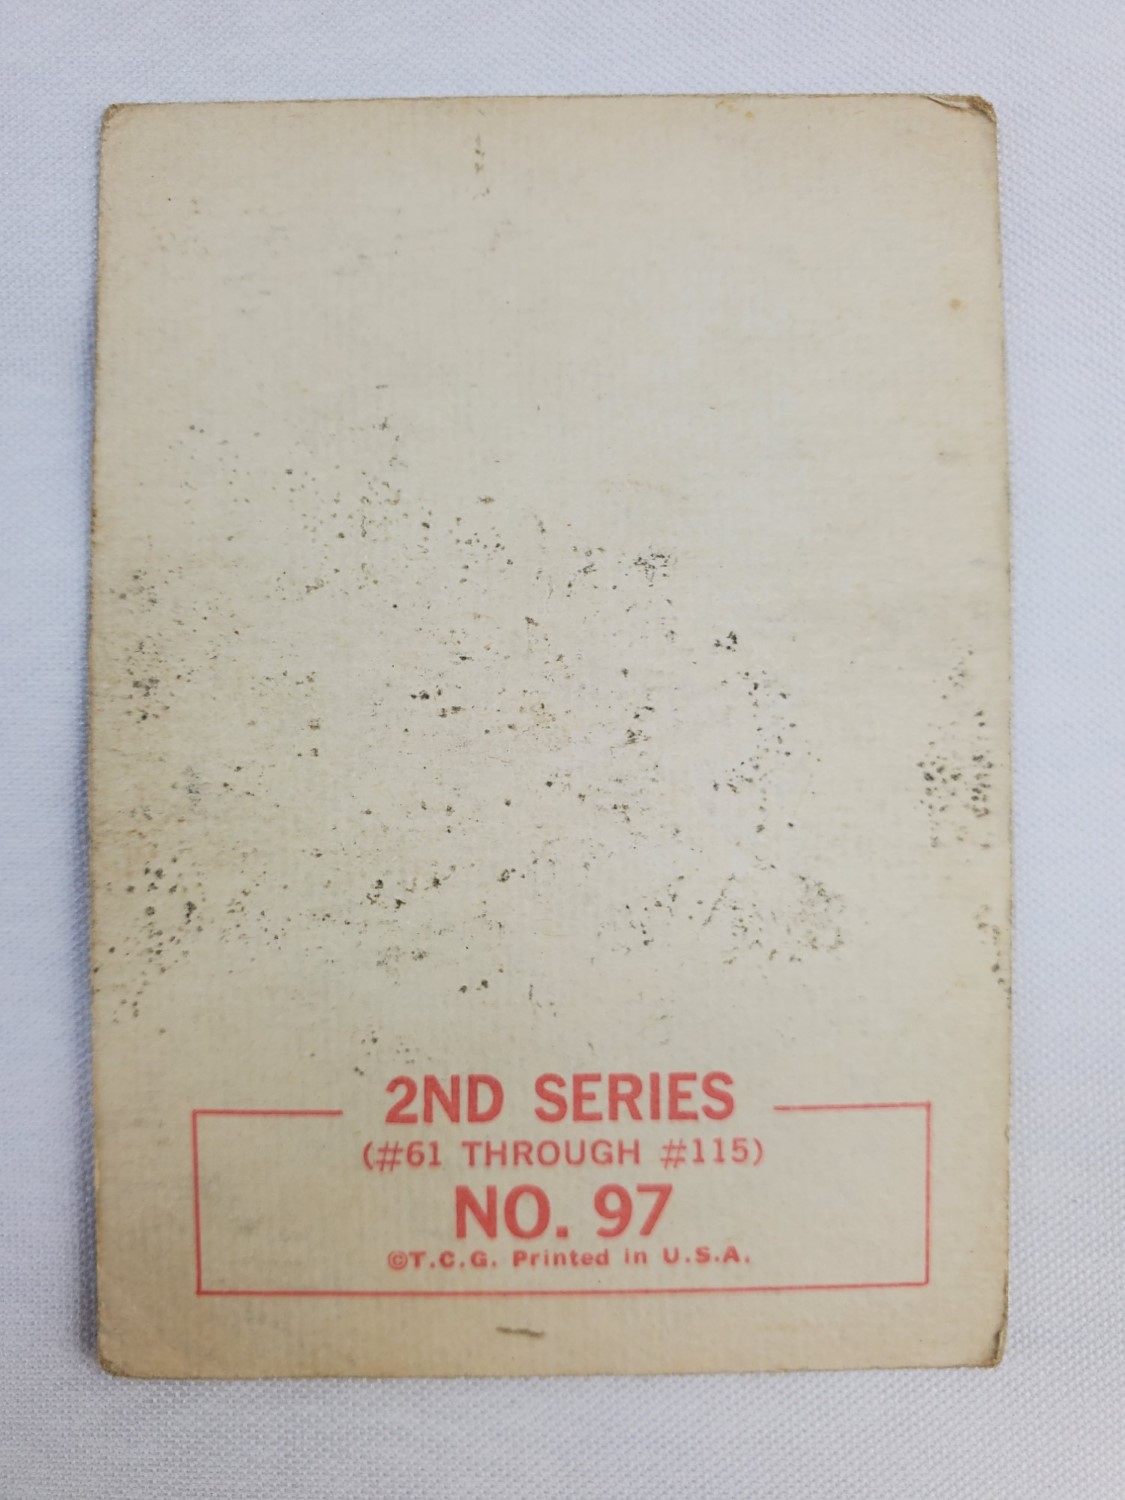 2ND SERIES
(#61 THROUGH #115)
NO. 97
©T.C.G. Printed in U.S.A.